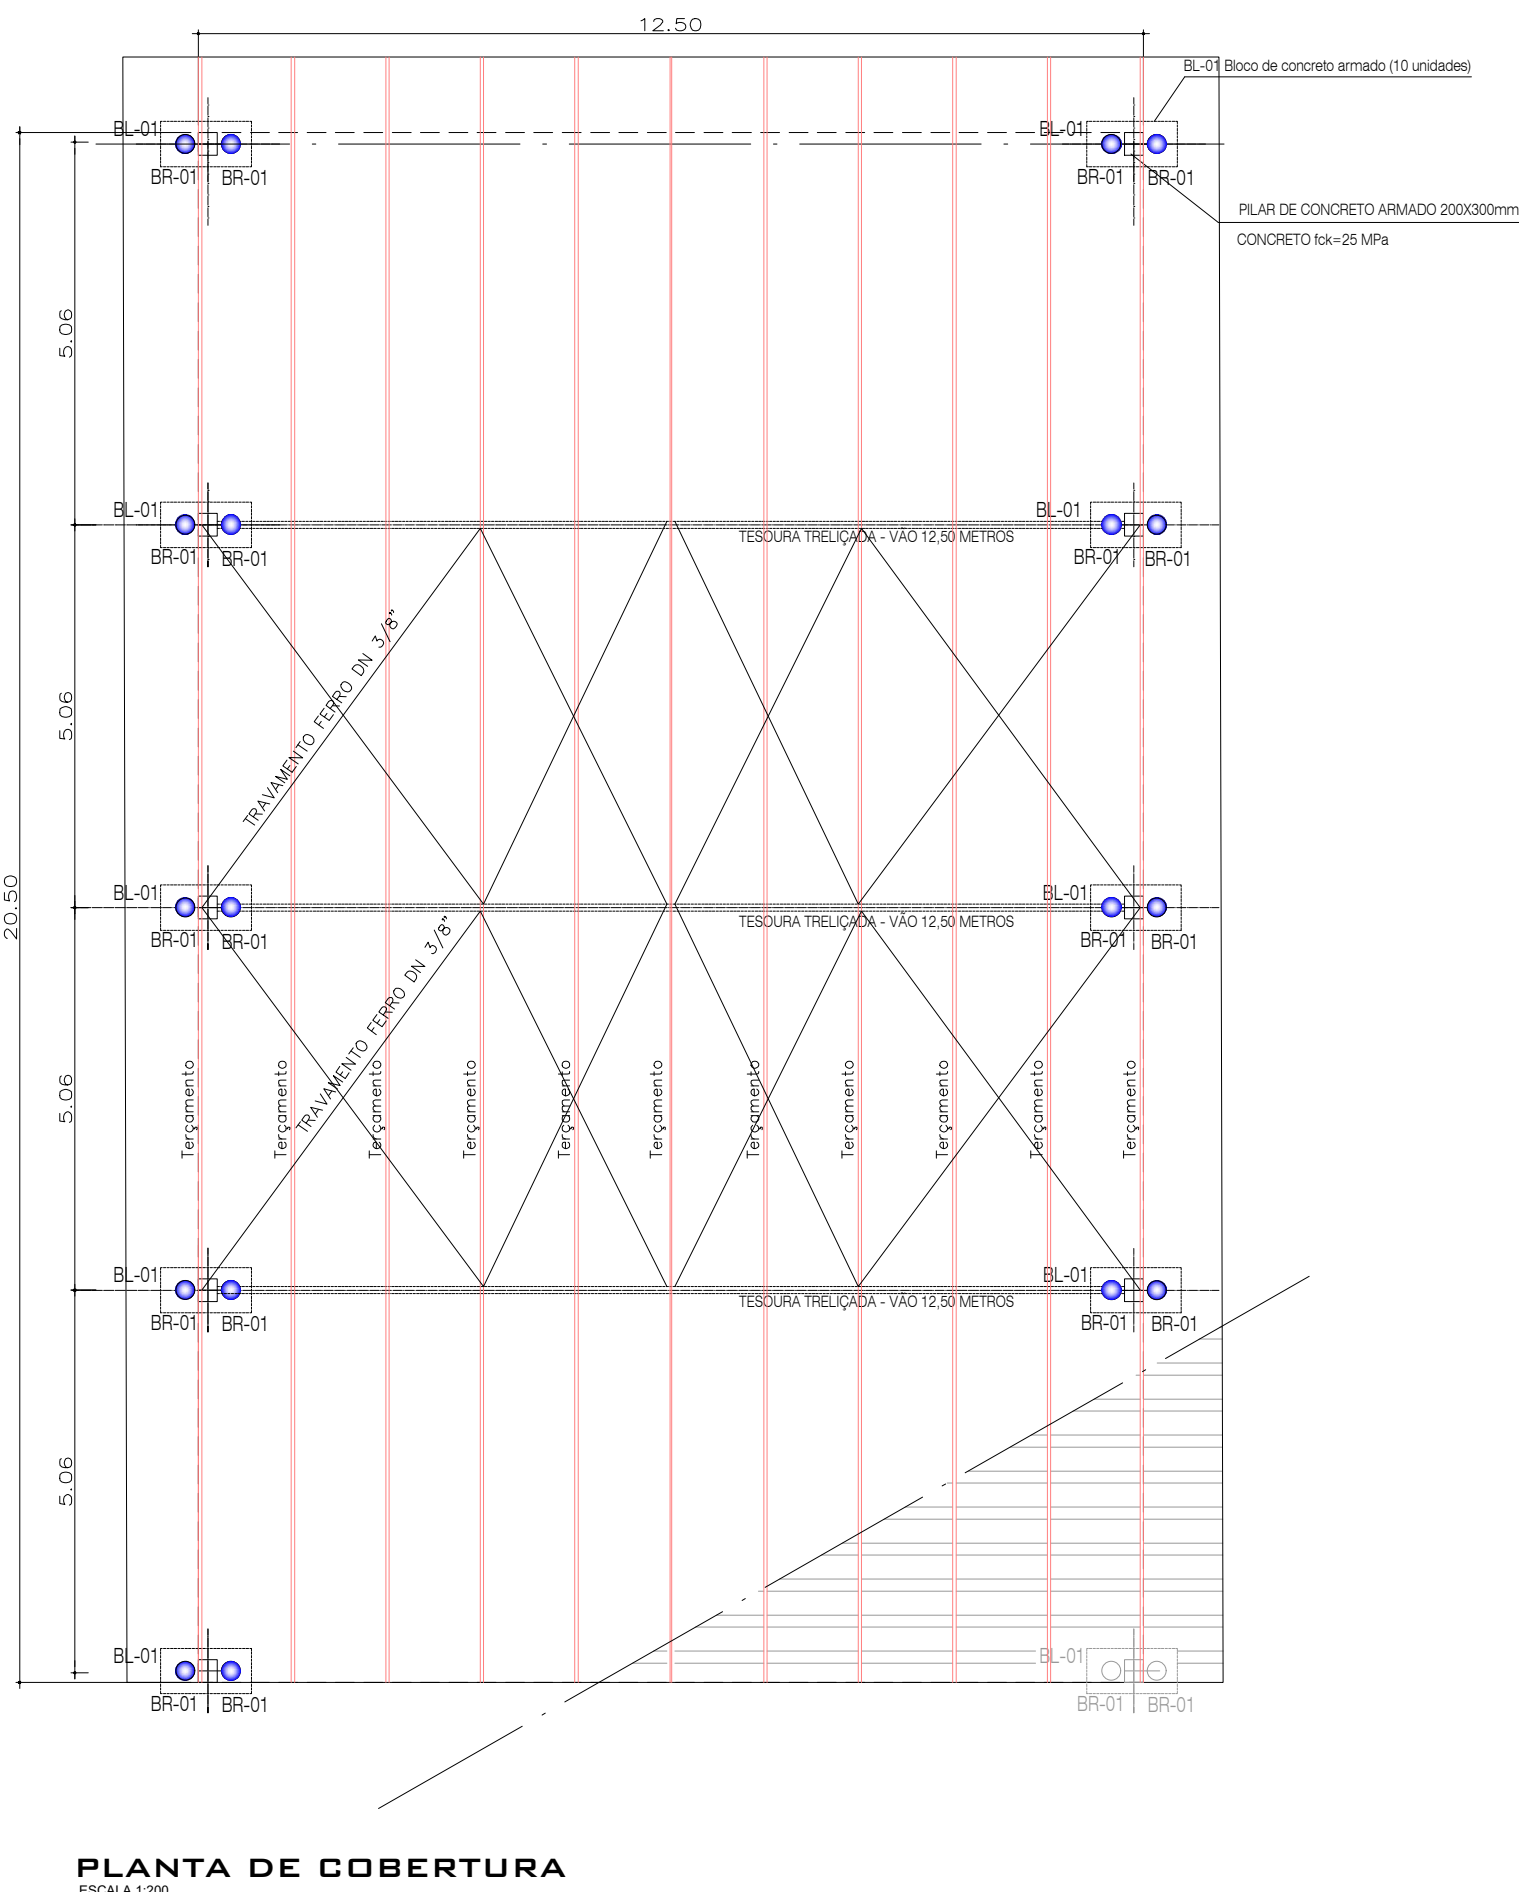 12.50
BL-01 Bloco de concreto armado (10 unidades)
BL-01
BL-01
BR-01
BR-01
BR-01
BR-01
PILAR DE CONCRETO ARMADO 200X300mm
CONCRETO fck=25 MPa
5.06
BL-01
BL-01
TESOURA TRELIÇADA - VÃO 12,50 METROS
BR-01
BR-01
BR-01
BR-01
TRAVAMENTO FERRO DN 3/8"
5.06
20.50
BL-01
BL-01
TESOURA TRELIÇADA - VÃO 12,50 METROS
BR-01
BR-01
BR-01
BR-01
TRAVAMENTO FERRO DN 3/8"
5.06
Terçamento
Terçamento
Terçamento
Terçamento
Terçamento
Terçamento
Terçamento
Terçamento
Terçamento
Terçamento
Terçamento
BL-01
BL-01
TESOURA TRELIÇADA - VÃO 12,50 METROS
BR-01
BR-01
BR-01
BR-01
5.06
BL-01
BL-01
BR-01
BR-01
BR-01
BR-01
PLANTA DE COBERTURA
ESCALA 1:200